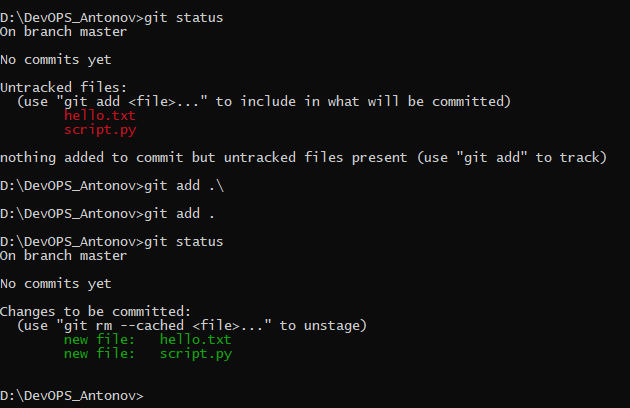 D:\DevOPS_Antonov>git status
On branch master
No commits yet
Untracked files:
  (use "git add <file>..." to include in what will be committed)
        hello.txt
        script.py
nothing added to commit but untracked files present (use "git add" to track)
D:\DevOPS_Antonov>git add .\
D:\DevOPS_Antonov>git add .
D:\DevOPS_Antonov>git status
On branch master
No commits yet
Changes to be committed:
  (use "git rm --cached <file>..." to unstage)
        new file:   hello.txt
        new file:   script.py
D:\DevOPS_Antonov>